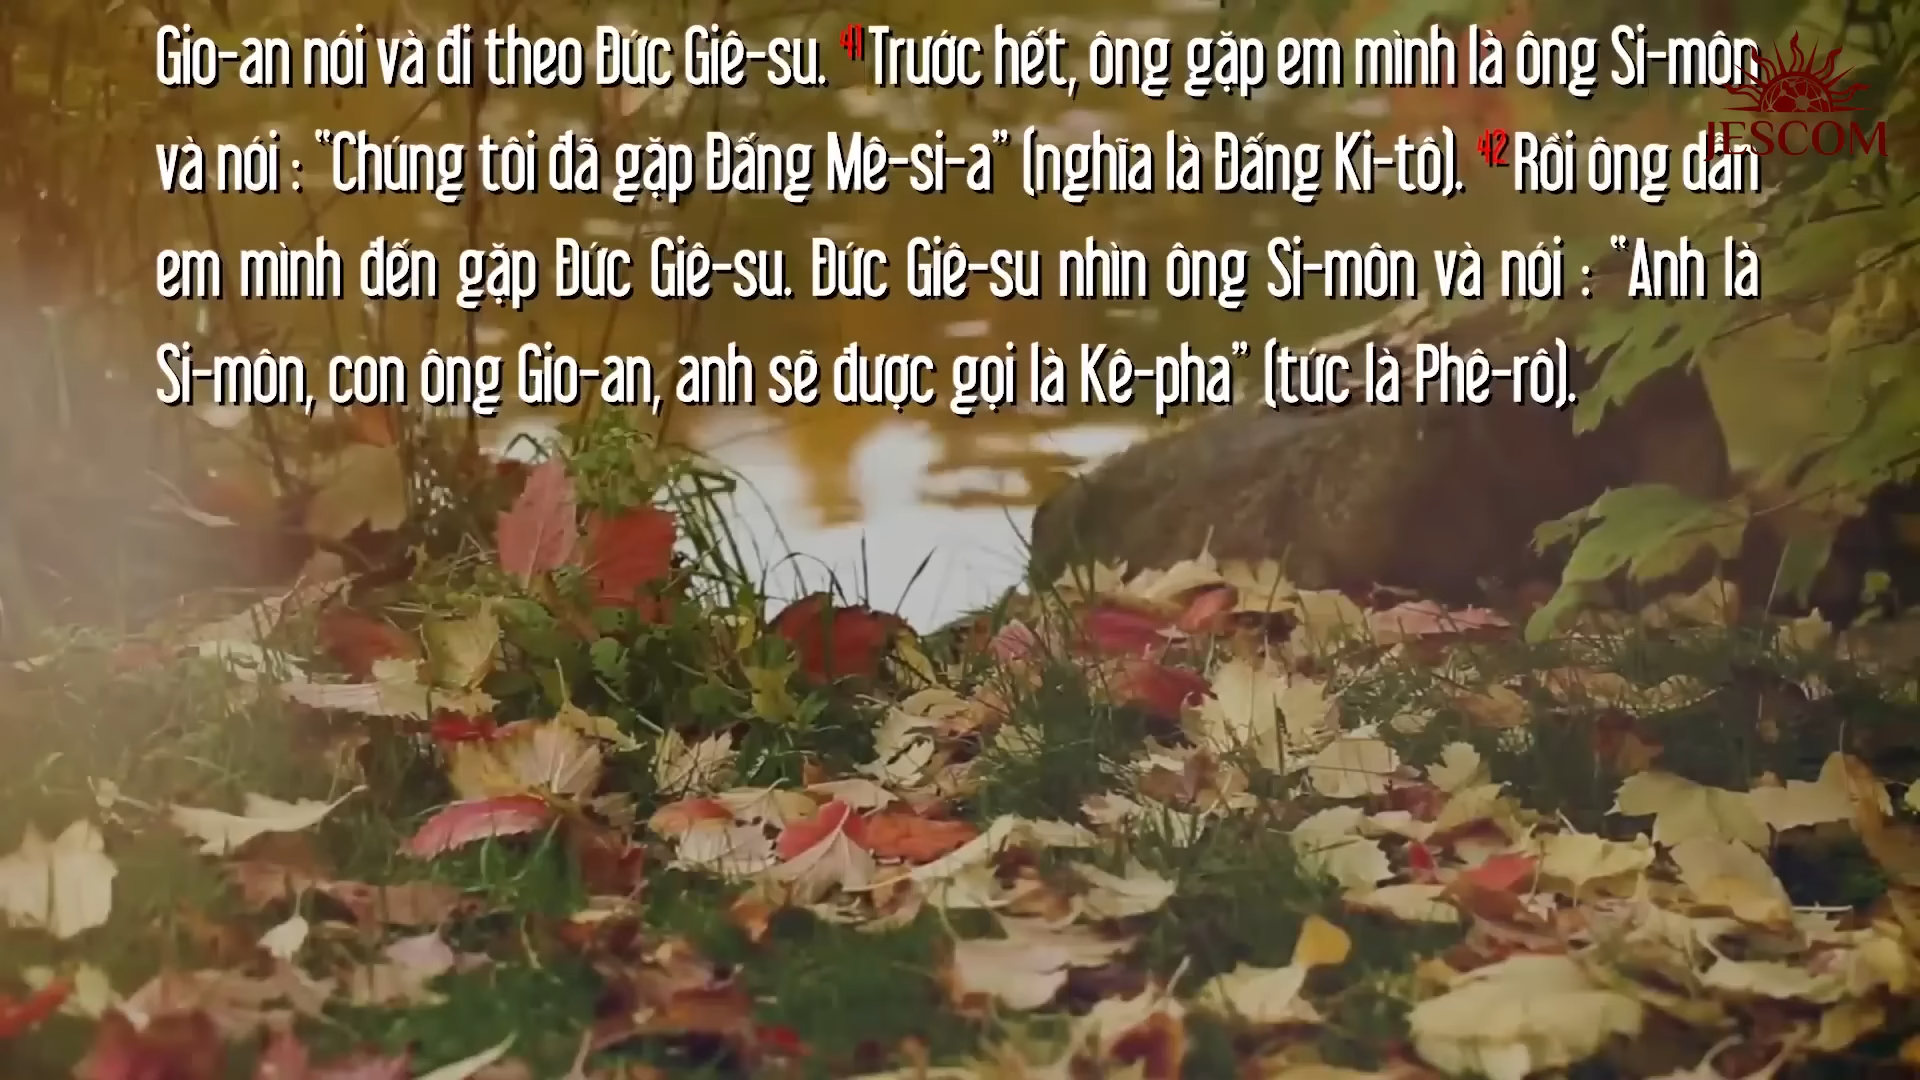 Gio-an nói và đi theo Đức Giê-su. 41 Trước hết, ông gặp em mình là ông Si-môn
và nói : “Chúng tôi đã gặp Đấng Mê-si-a” (nghĩa là Đấng Ki-tô). 42 Rồi ông dẫn
em mình đến gặp Đức Giê-su. Đức Giê-su nhìn ông Si-môn và nói : “Anh là
Si-môn, con ông Gio-an, anh sẽ được gọi là Kê-pha” (tức là Phê-rô).
JESCOM